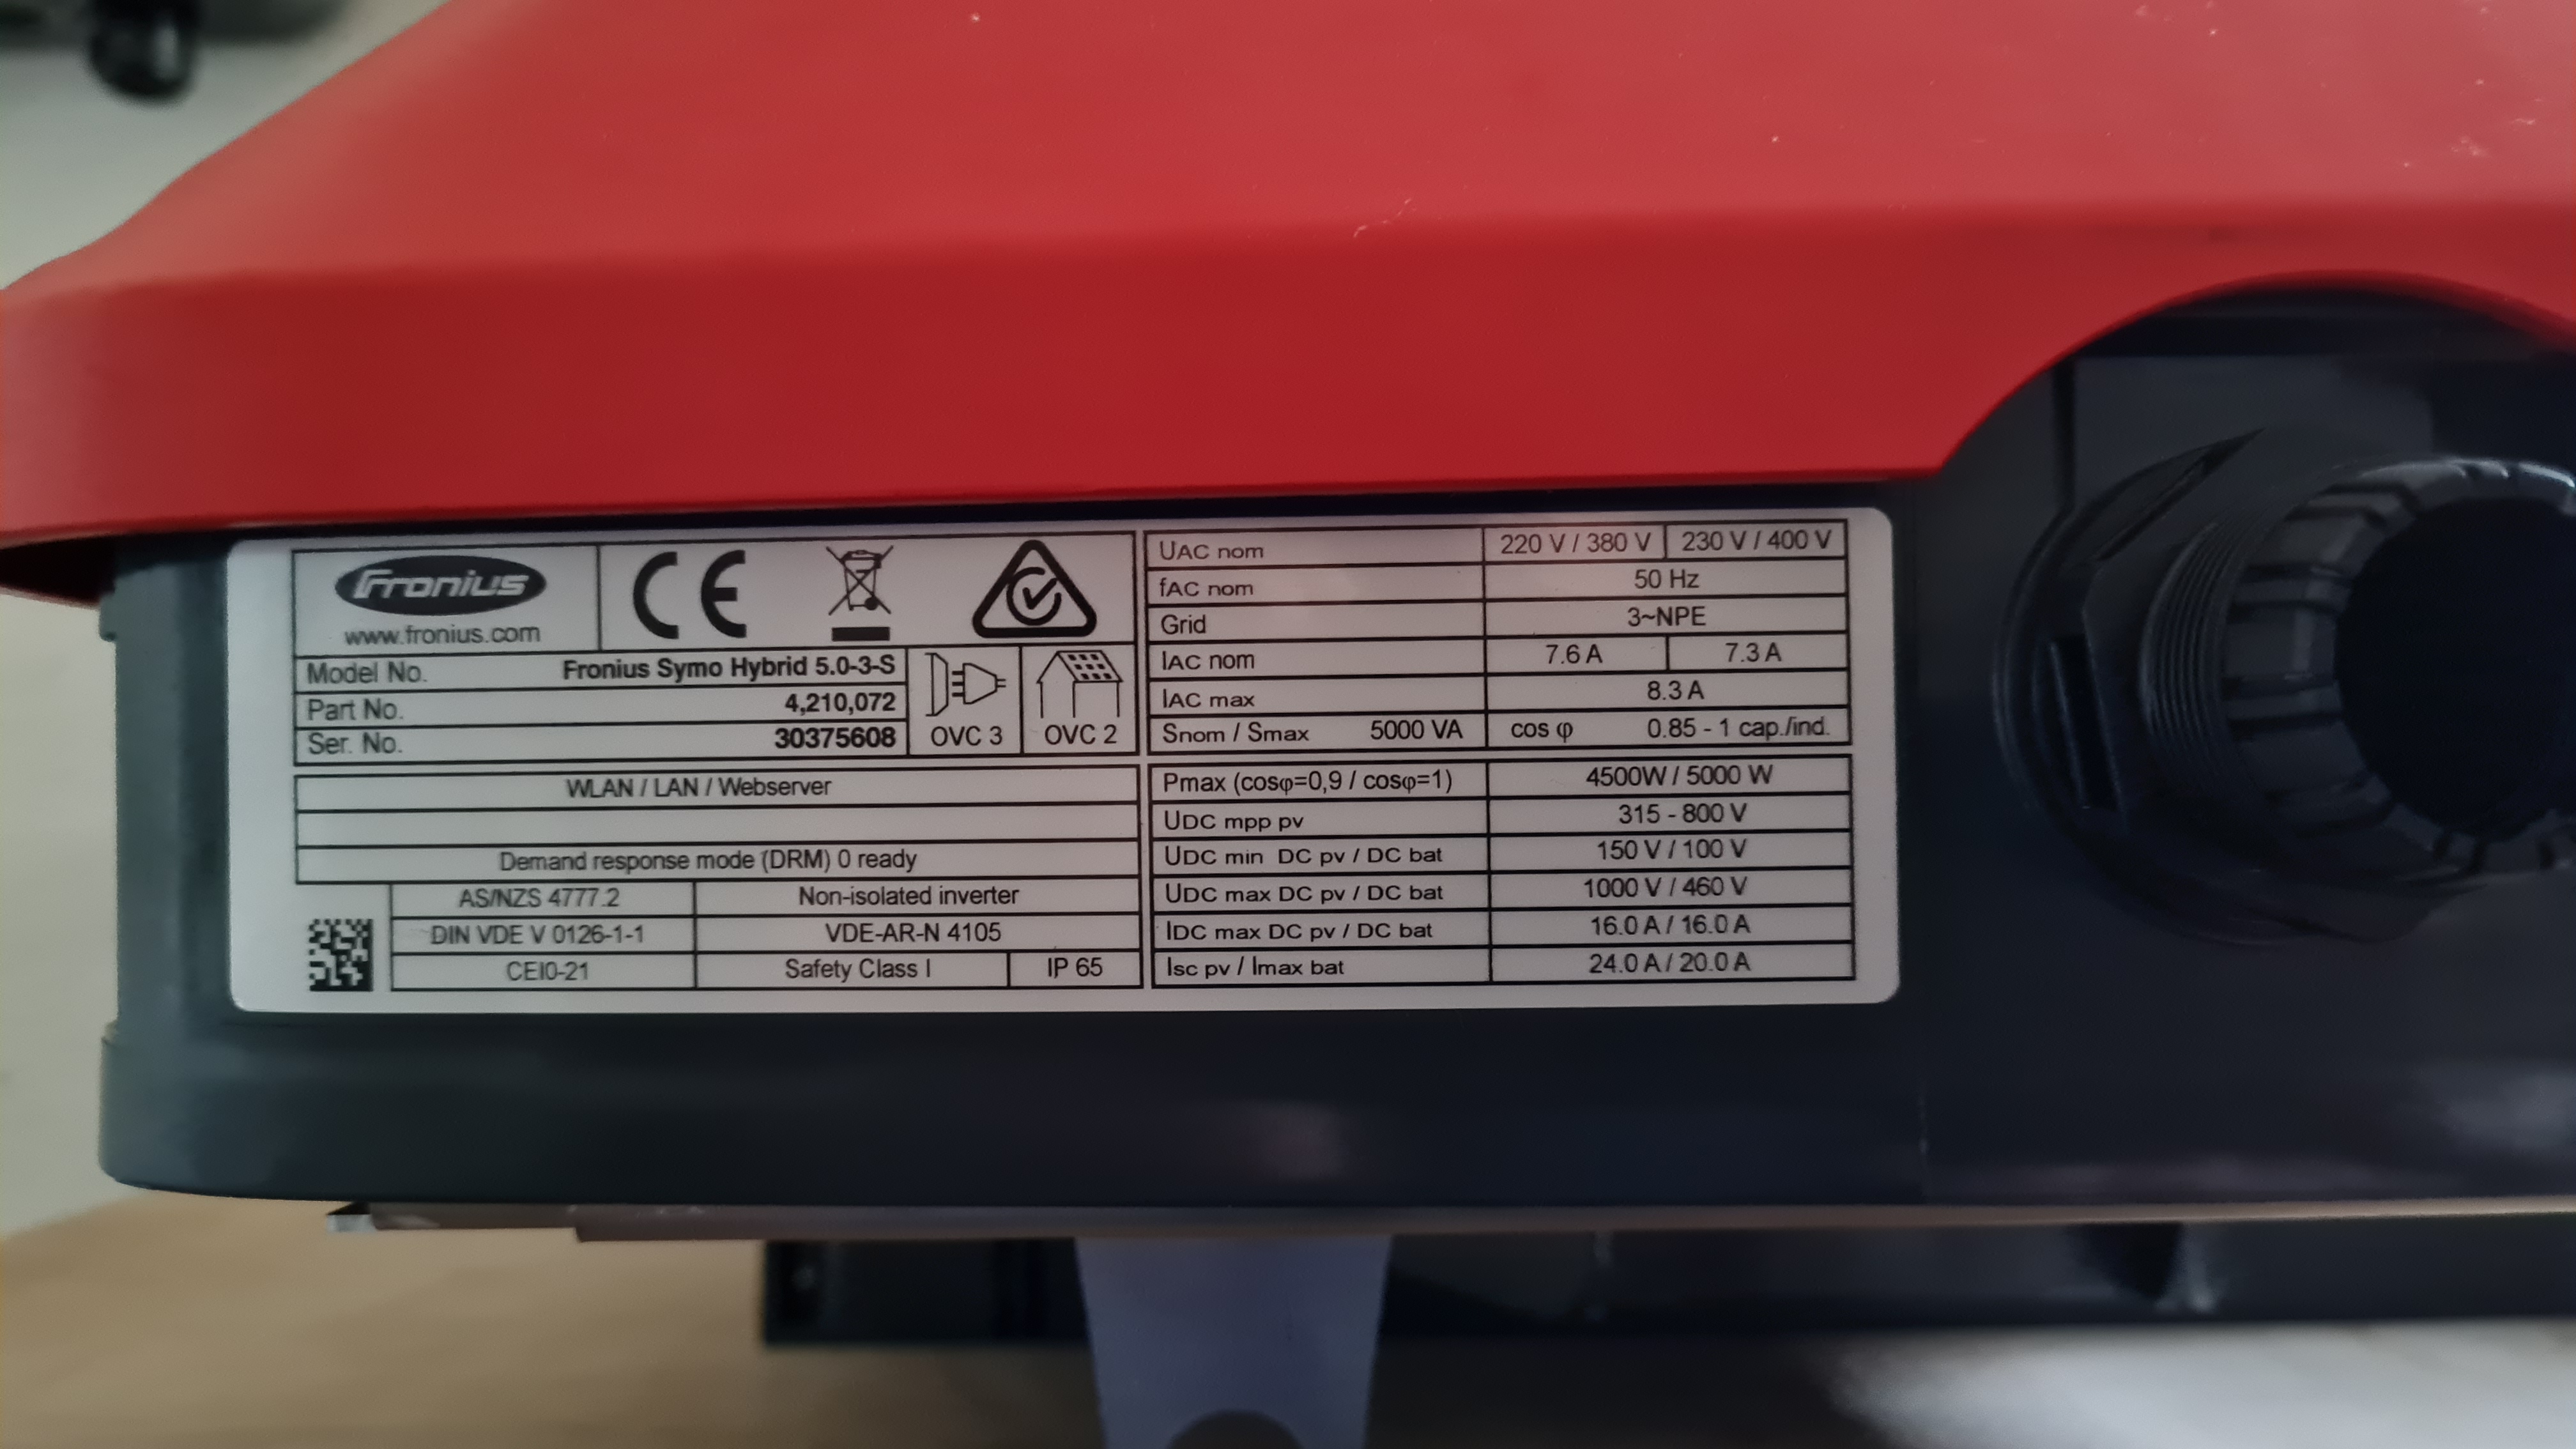 Fronius
www.fronius.com
CE
Model No. Fronius Symo Hybrid 5.0-3-S
Part No. 4,210,072
Ser. No. 30375608
OVC 3
OVC 2
WLAN / LAN / Webserver
Demand response mode (DRM) 0 ready
AS/NZS 4777.2 Non-isolated inverter
DIN VDE V 0126-1-1 VDE-AR-N 4105
CEI0-21 Safety Class I IP 65
UAC nom 220 V / 380 V 230 V / 400 V
fAC nom 50 Hz
Grid 3~NPE
IAC nom 7.6 A 7.3 A
IAC max 8.3 A
Snom / Smax 5000 VA cos φ 0.85 - 1 cap./ind.
Pmax (cosφ=0,9 / cosφ=1) 4500W / 5000 W
UDC mpp pv 315 - 800 V
UDC min DC pv / DC bat 150 V / 100 V
UDC max DC pv / DC bat 1000 V / 460 V
IDC max DC pv / DC bat 16.0 A / 16.0 A
Isc pv / Imax bat 24.0 A / 20.0 A